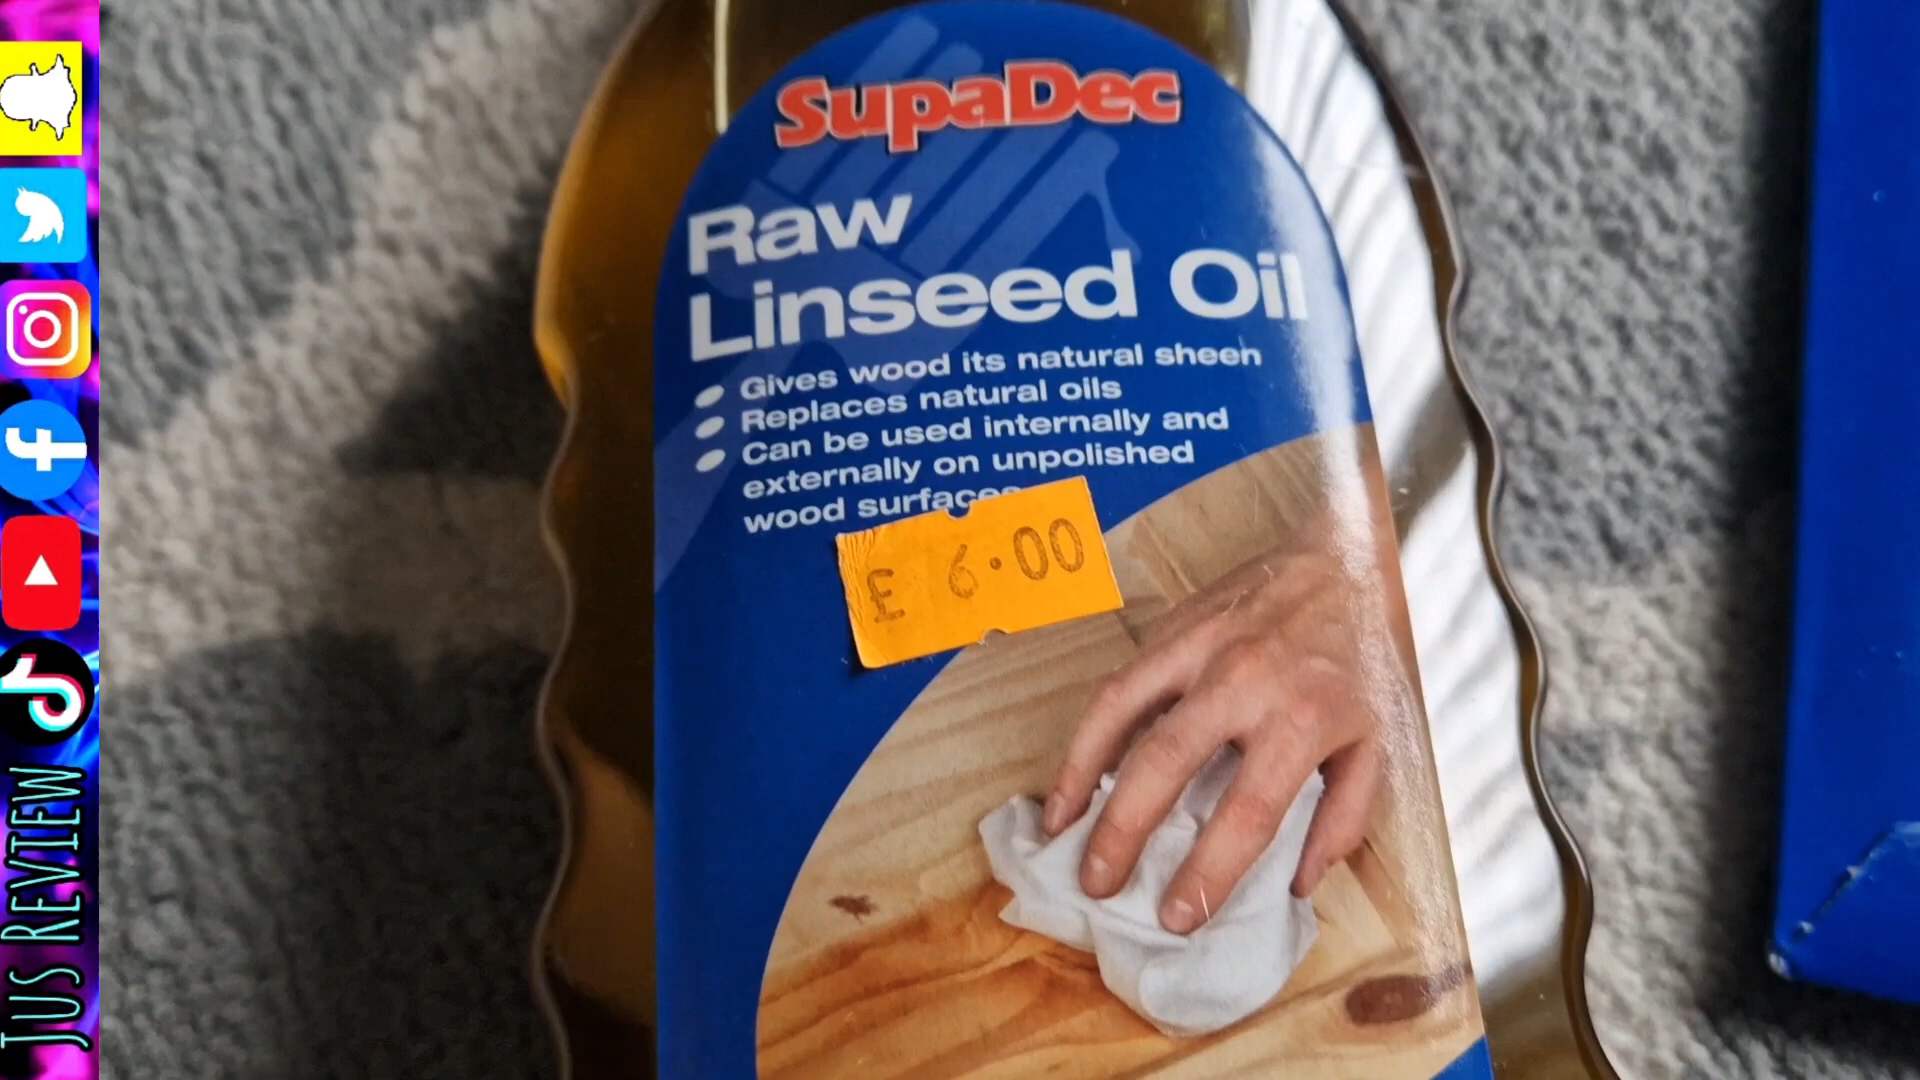 SupaDec
Raw
Linseed Oil
Gives wood its natural sheen
Replaces natural oils
Can be used internally and
externally on unpolished
wood surfaces
£ 6.00
JUS REVIEW